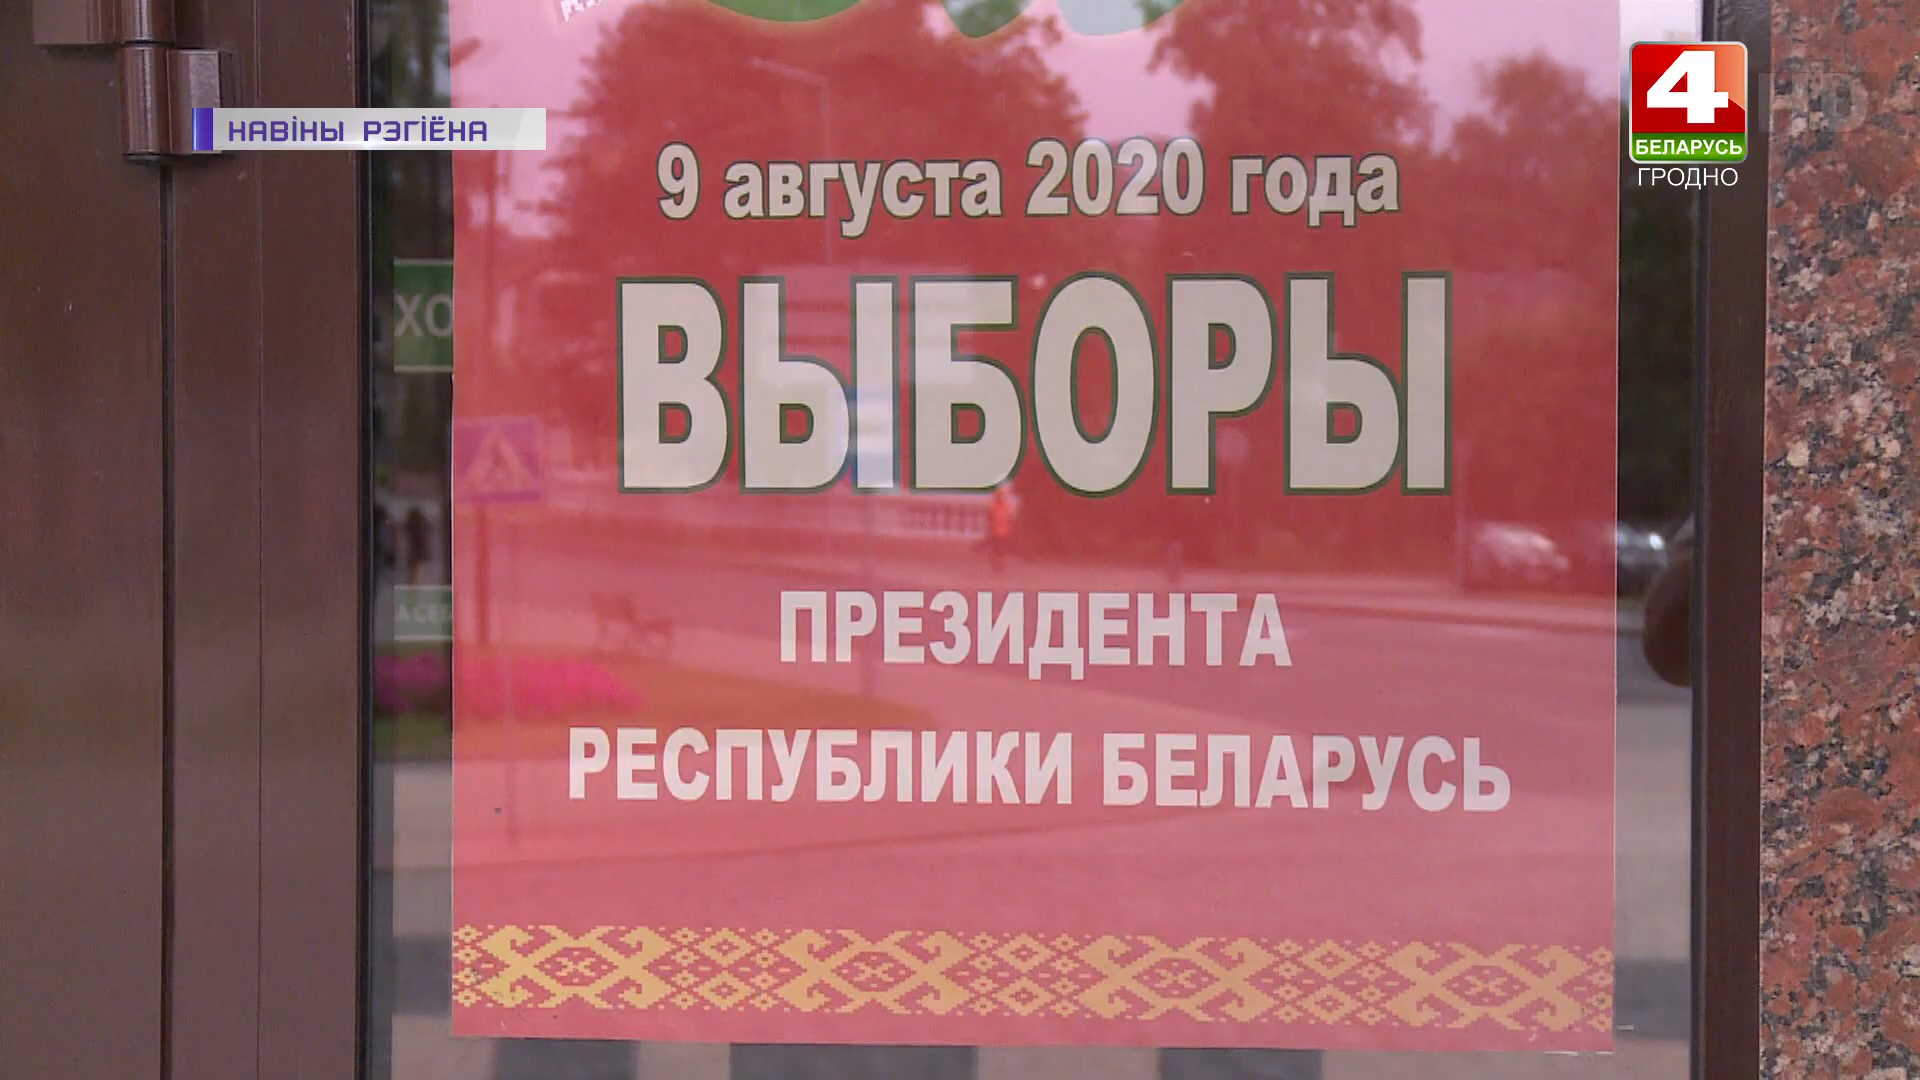 НАВІНЫ РЭГІЁНА
4
БЕЛАРУСЬ
ГРОДНО
9 августа 2020 года
ВЫБОРЫ
ПРЕЗИДЕНТА
РЕСПУБЛИКИ БЕЛАРУСЬ